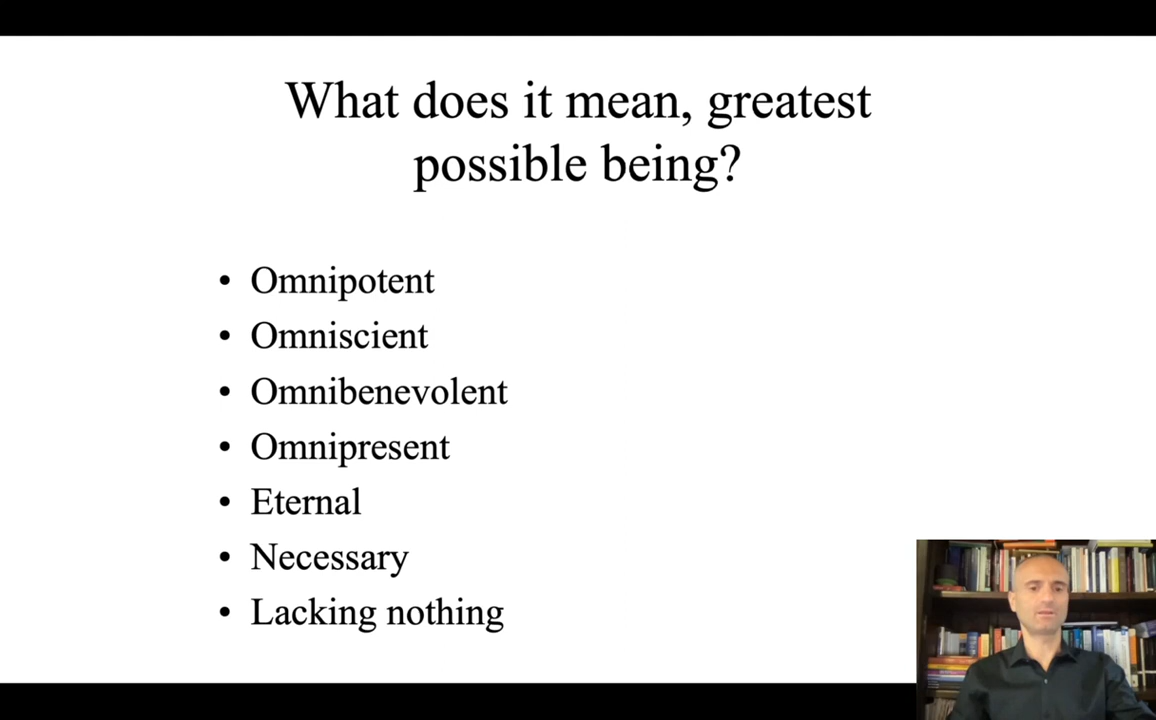 What does it mean, greatest
possible being?
• Omnipotent
• Omniscient
• Omnibenevolent
• Omnipresent
• Eternal
• Necessary
• Lacking nothing